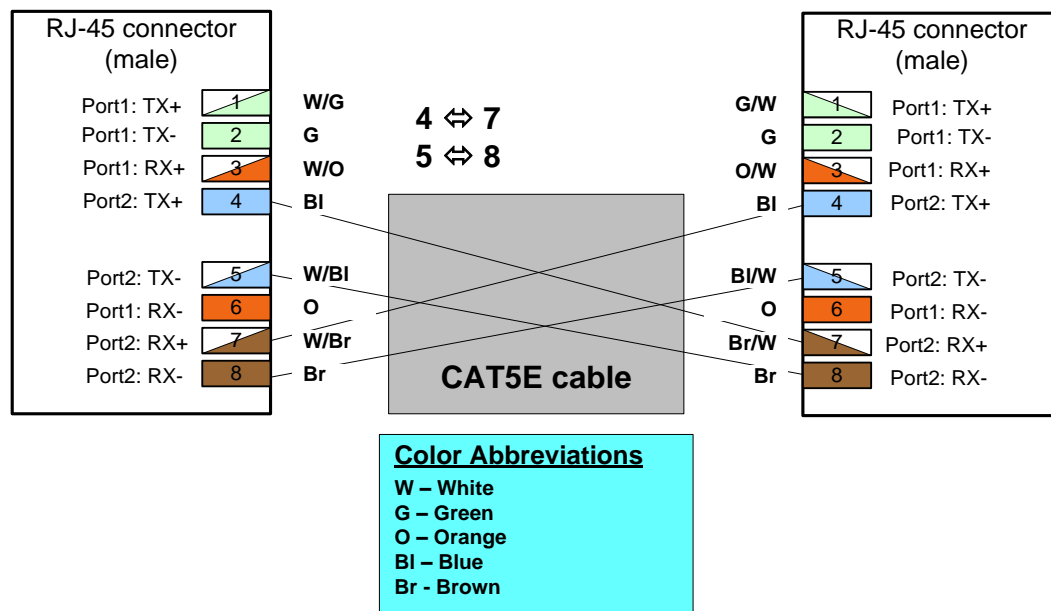 RJ-45 connector
(male)
Port1: TX+ 1 W/G
Port1: TX- 2 G
Port1: RX+ 3 W/O
Port2: TX+ 4 Bl
Port2: TX- 5 W/Bl
Port1: RX- 6 O
Port2: RX+ 7 W/Br
Port2: RX- 8 Br
4 ⇔ 7
5 ⇔ 8
CAT5E cable
RJ-45 connector
(male)
G/W 1 Port1: TX+
G 2 Port1: TX-
O/W 3 Port1: RX+
Bl 4 Port2: TX+
Bl/W 5 Port2: TX-
O 6 Port1: RX-
Br/W 7 Port2: RX+
Br 8 Port2: RX-
Color Abbreviations
W – White
G – Green
O – Orange
Bl – Blue
Br - Brown